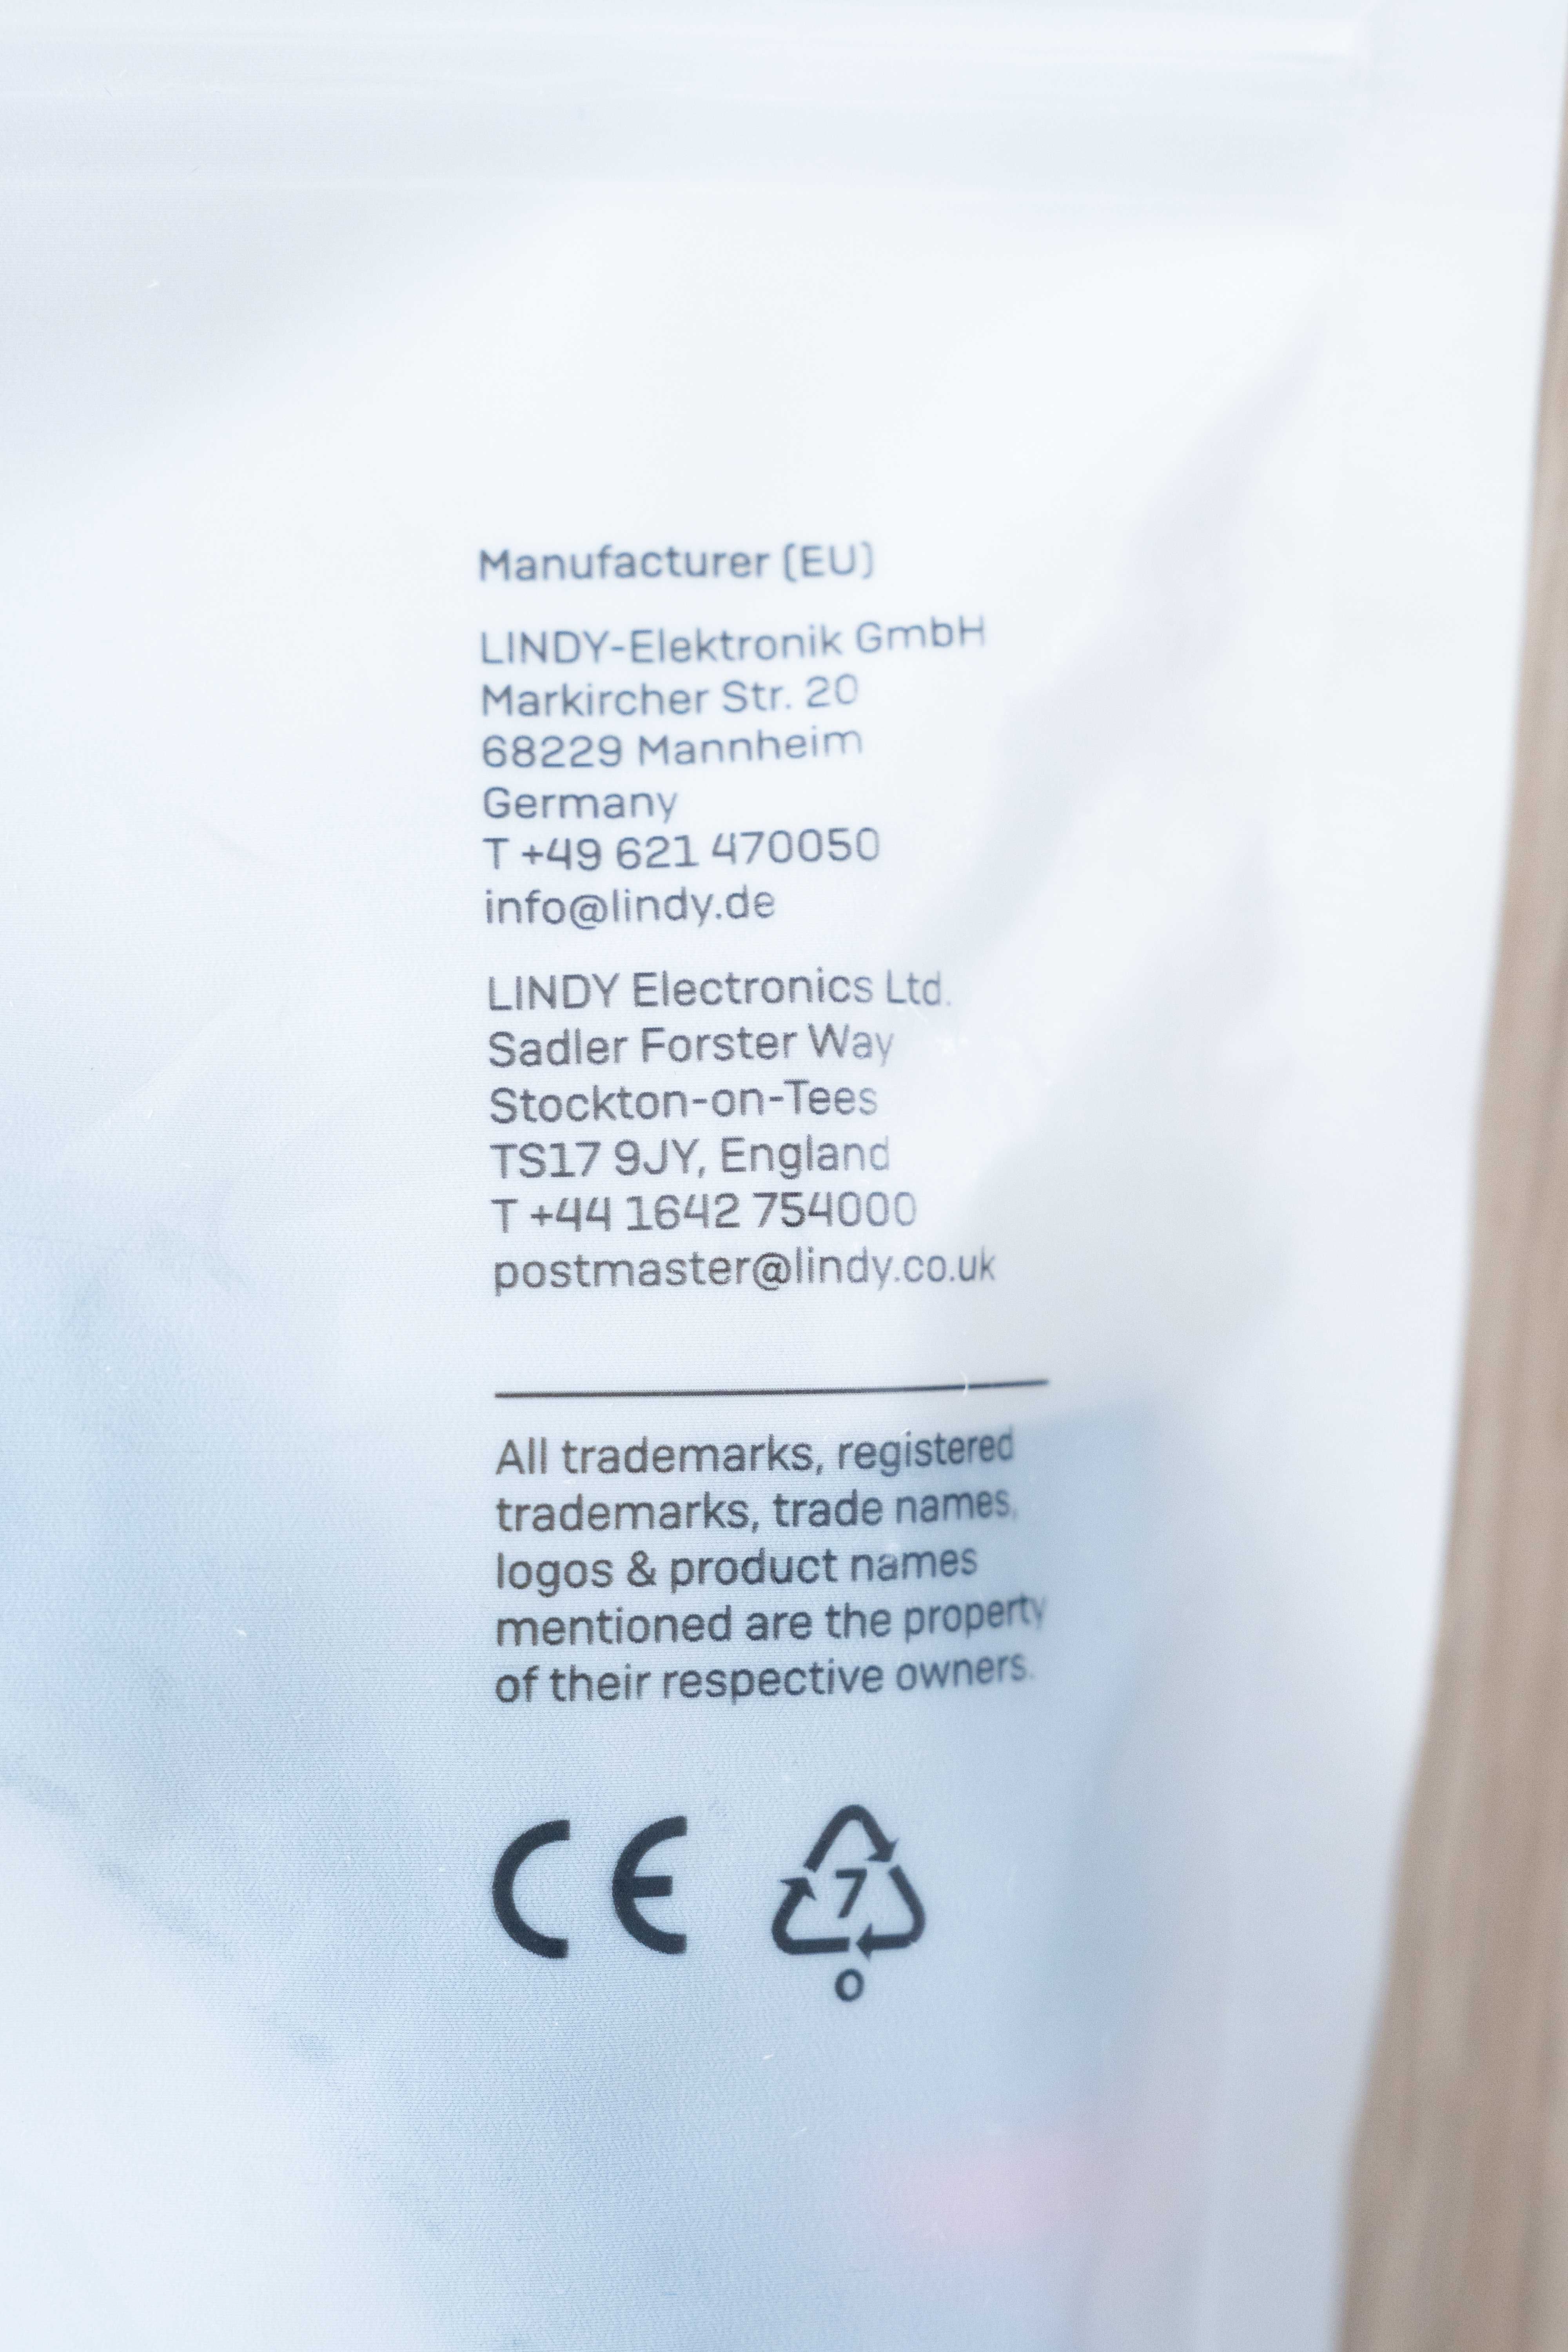 Manufacturer (EU)
LINDY-Elektronik GmbH
Markircher Str. 20
68229 Mannheim
Germany
T +49 621 470050
info@lindy.de
LINDY Electronics Ltd.
Sadler Forster Way
Stockton-on-Tees
TS17 9JY, England
T +44 1642 754000
postmaster@lindy.co.uk
All trademarks, registered
trademarks, trade names,
logos & product names
mentioned are the property
of their respective owners.
CE 7
O